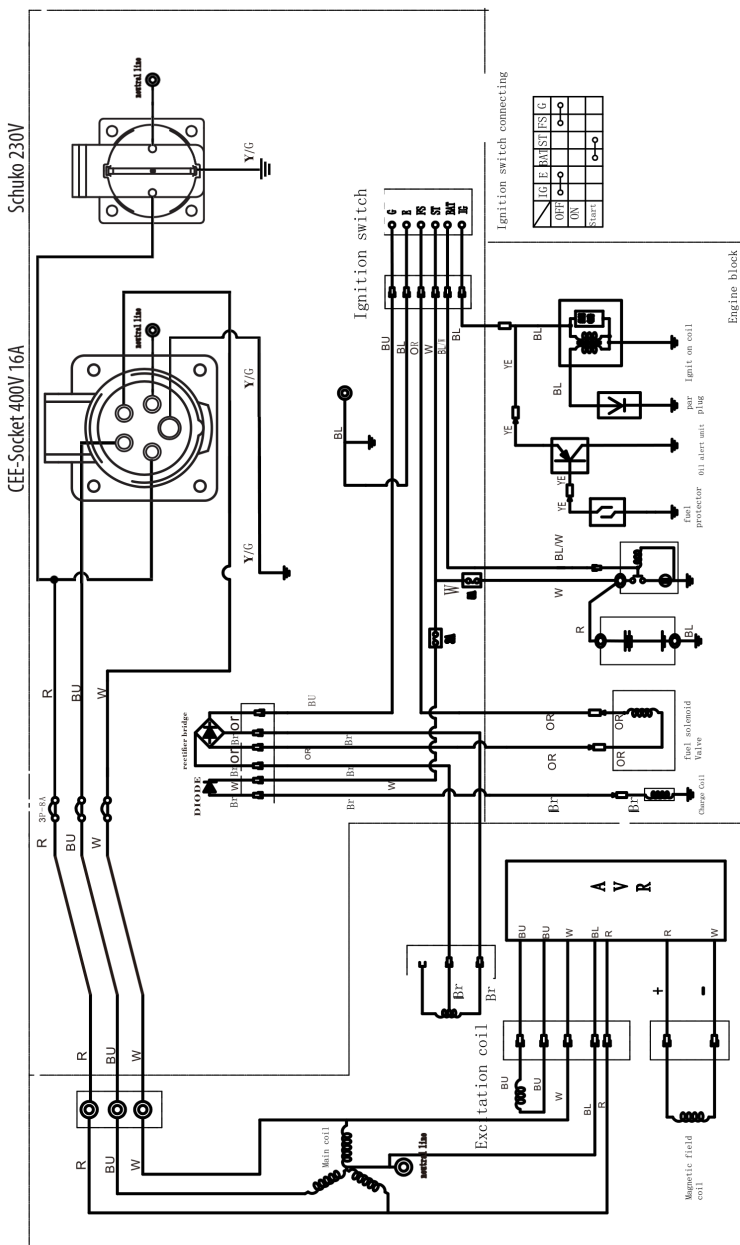 Schuko 230V
CEE-Socket 400V 16A
neutral line
neutral line
Y/G
Y/G
Y/G
R
BU
W
3P-8A
R
BU
W
R
BU
W
R
BU
W
Ignition switch
G
E
FS
ST
BAT
IG
BU
BL
OR
W
BL/W
BL
Ignition switch connecting
IG E BAT ST FS G
OFF
ON
Start
BL
rectifier bridge
DIODE
Br W Br or Br or
BU
OR
Br
Br
W
Br
W
YE
YE
YE
YE
BL
BL
BL/W
W
R
BL
OR
OR
OR
OR
Br
Br
Engine block
Ignit on coil
par
plug
Oil alert unit
fuel
protector
fuel solenoid
Valve
Charge Coil
Br
Br
Main coil
neutral line
Excitation coil
BU
BU
W
BL
R
BU
BU
W
BL
R
R
W
+
-
A
V
R
Magnetic field
coil